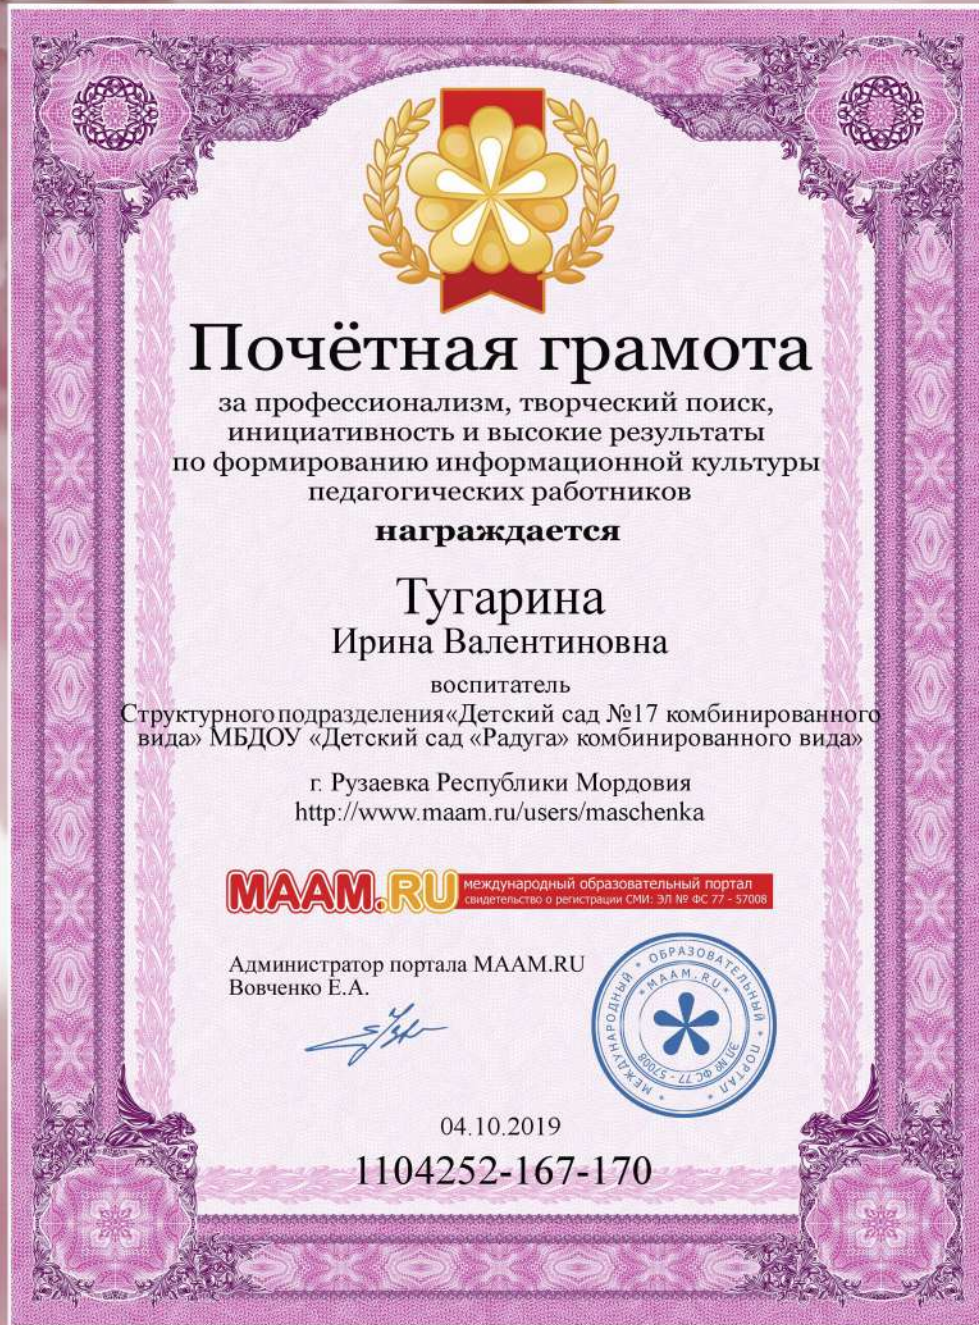 Почётная грамота
за профессионализм, творческий поиск,
инициативность и высокие результаты
по формированию информационной культуры
педагогических работников
награждается
Тугарина
Ирина Валентиновна
воспитатель
Структурного подразделения «Детский сад №17 комбинированного
вида» МБДОУ «Детский сад «Радуга» комбинированного вида»
г. Рузаевка Республики Мордовия
http://www.maam.ru/users/maschenka
MAAM.RU
международный образовательный портал
свидетельство о регистрации СМИ: ЭЛ № ФС 77 - 57008
Администратор портала MAAM.RU
Вовченко Е.А.
* МЕЖДУНАРОДНЫЙ * ОБРАЗОВАТЕЛЬНЫЙ * ПОРТАЛ *
* MAAM.RU *
ЭЛ № ФС 77 - 57008
04.10.2019
1104252-167-170